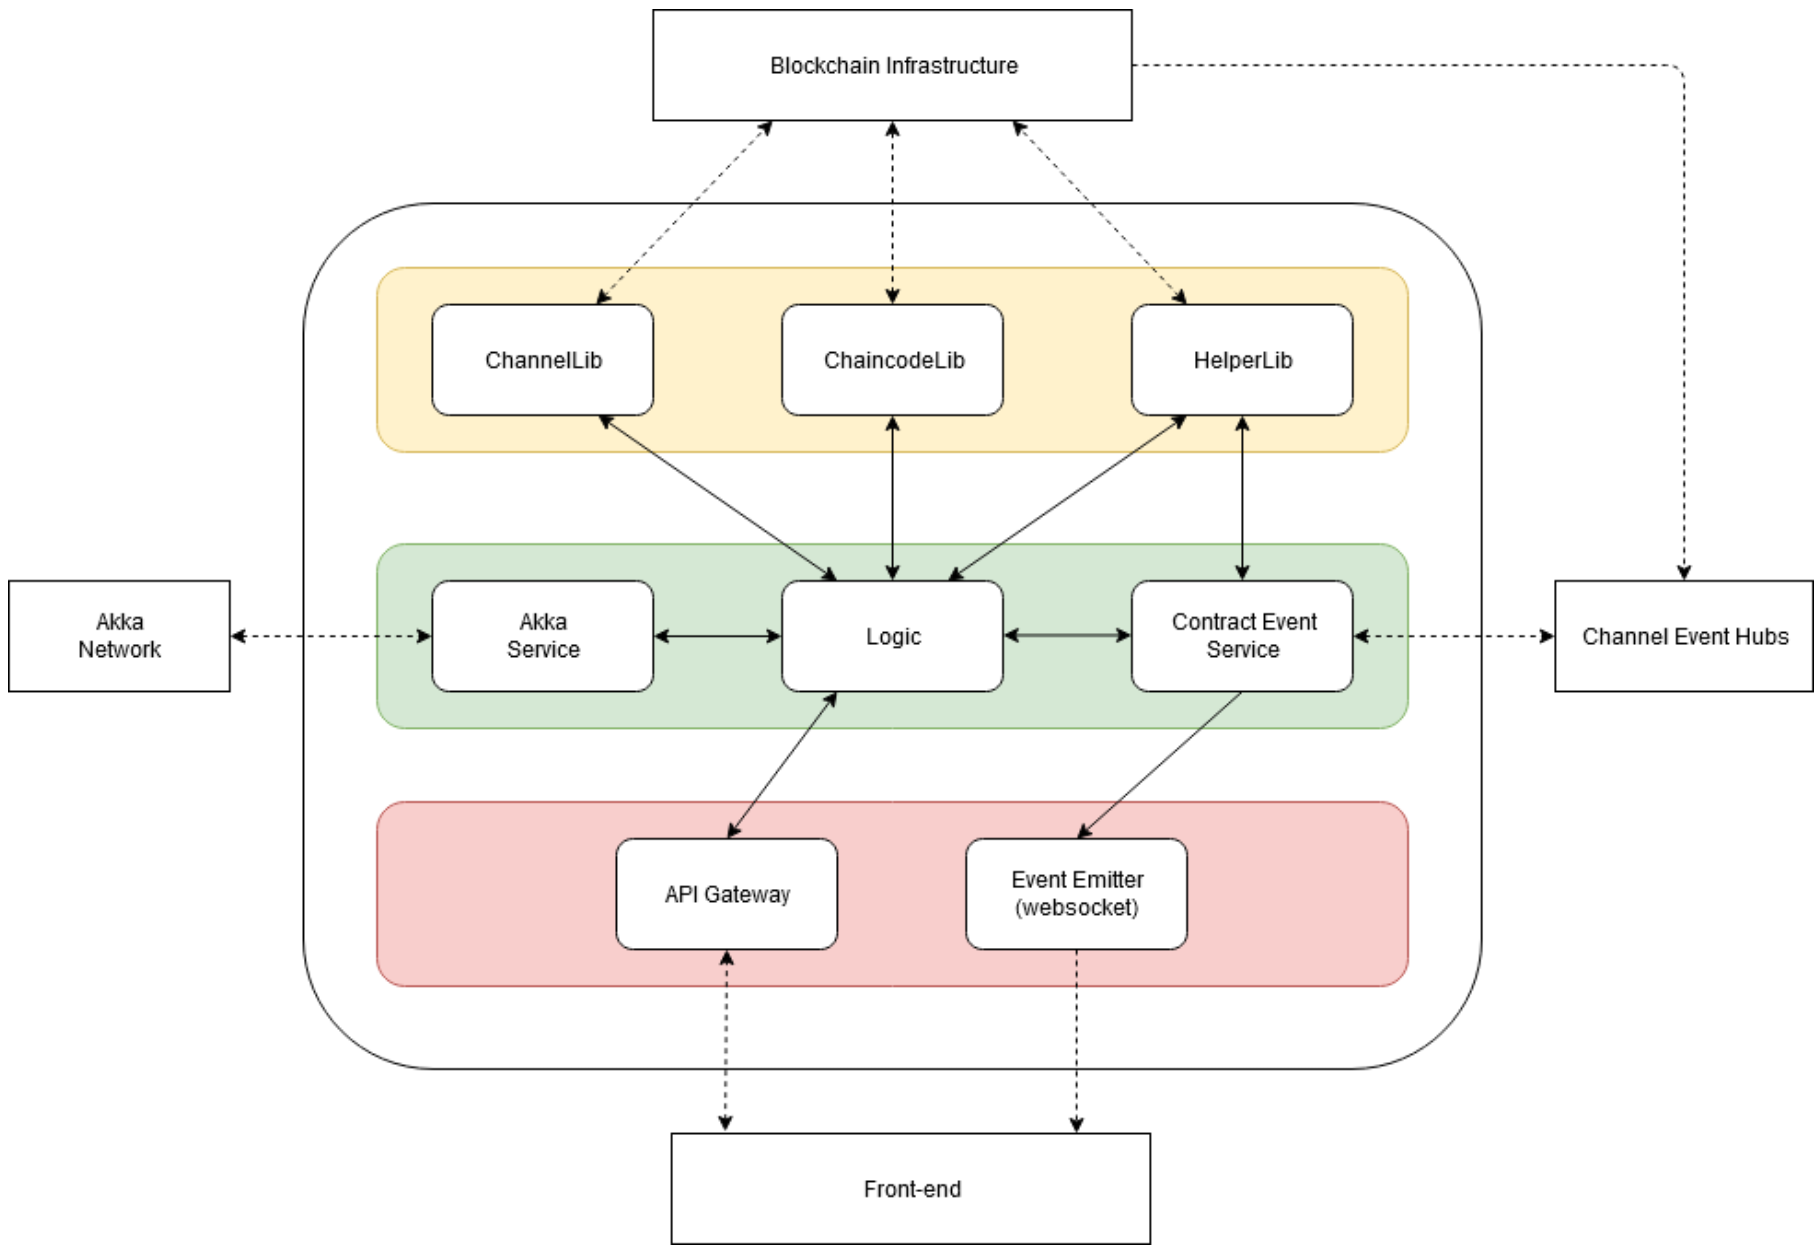 Blockchain Infrastructure
ChannelLib
ChaincodeLib
HelperLib
Akka
Network
Akka
Service
Logic
Contract Event
Service
Channel Event Hubs
API Gateway
Event Emitter
(websocket)
Front-end